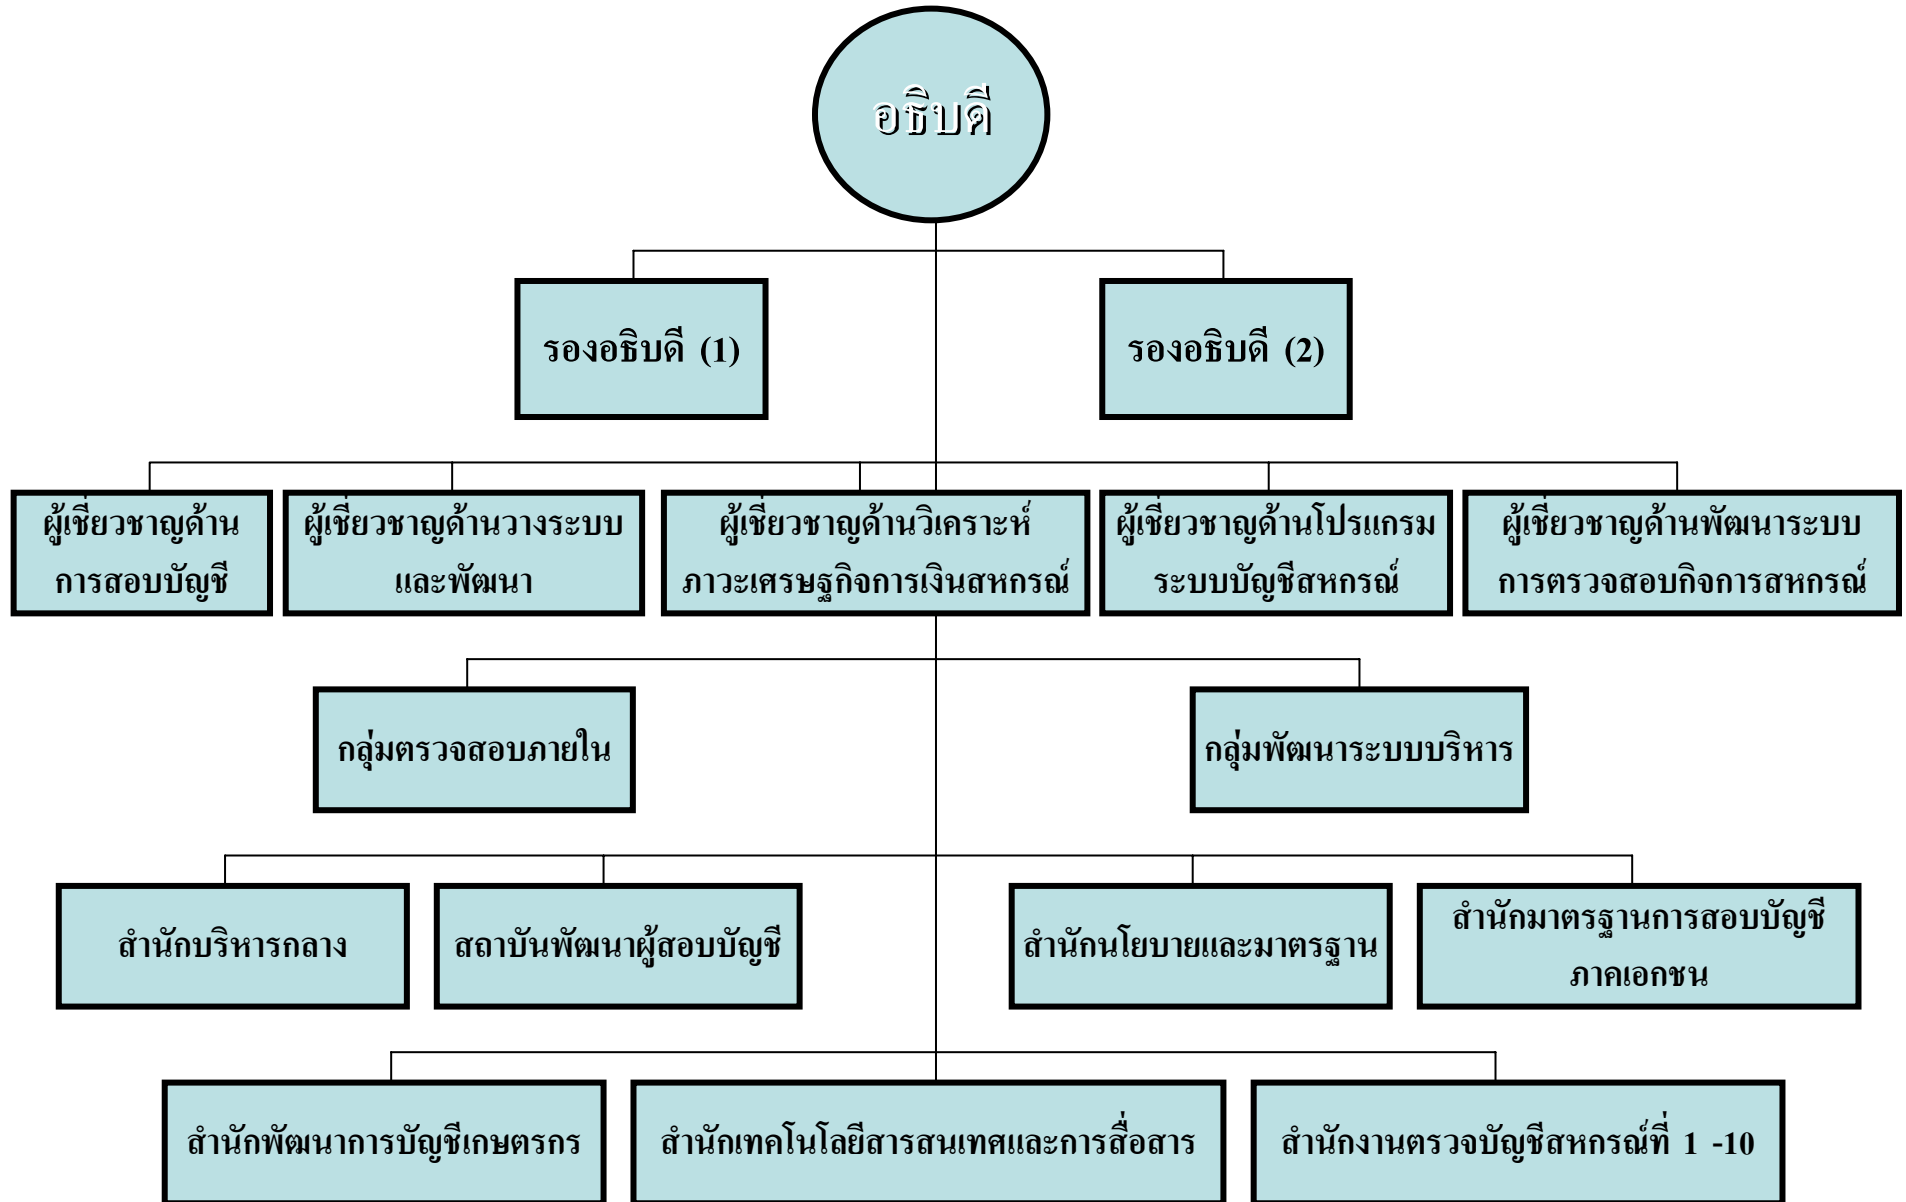 อธิบดี
รองอธิบดี (1)
รองอธิบดี (2)
ผู้เชี่ยวชาญด้าน
การสอบบัญชี
ผู้เชี่ยวชาญด้านวางระบบ
และพัฒนา
ผู้เชี่ยวชาญด้านวิเคราะห์
ภาวะเศรษฐกิจการเงินสหกรณ์
ผู้เชี่ยวชาญด้านโปรแกรม
ระบบบัญชีสหกรณ์
ผู้เชี่ยวชาญด้านพัฒนาระบบ
การตรวจสอบกิจการสหกรณ์
กลุ่มตรวจสอบภายใน
กลุ่มพัฒนาระบบบริหาร
สำนักบริหารกลาง
สถาบันพัฒนาผู้สอบบัญชี
สำนักนโยบายและมาตรฐาน
สำนักมาตรฐานการสอบบัญชี
ภาคเอกชน
สำนักพัฒนาการบัญชีเกษตรกร
สำนักเทคโนโลยีสารสนเทศและการสื่อสาร
สำนักงานตรวจบัญชีสหกรณ์ที่ 1 -10